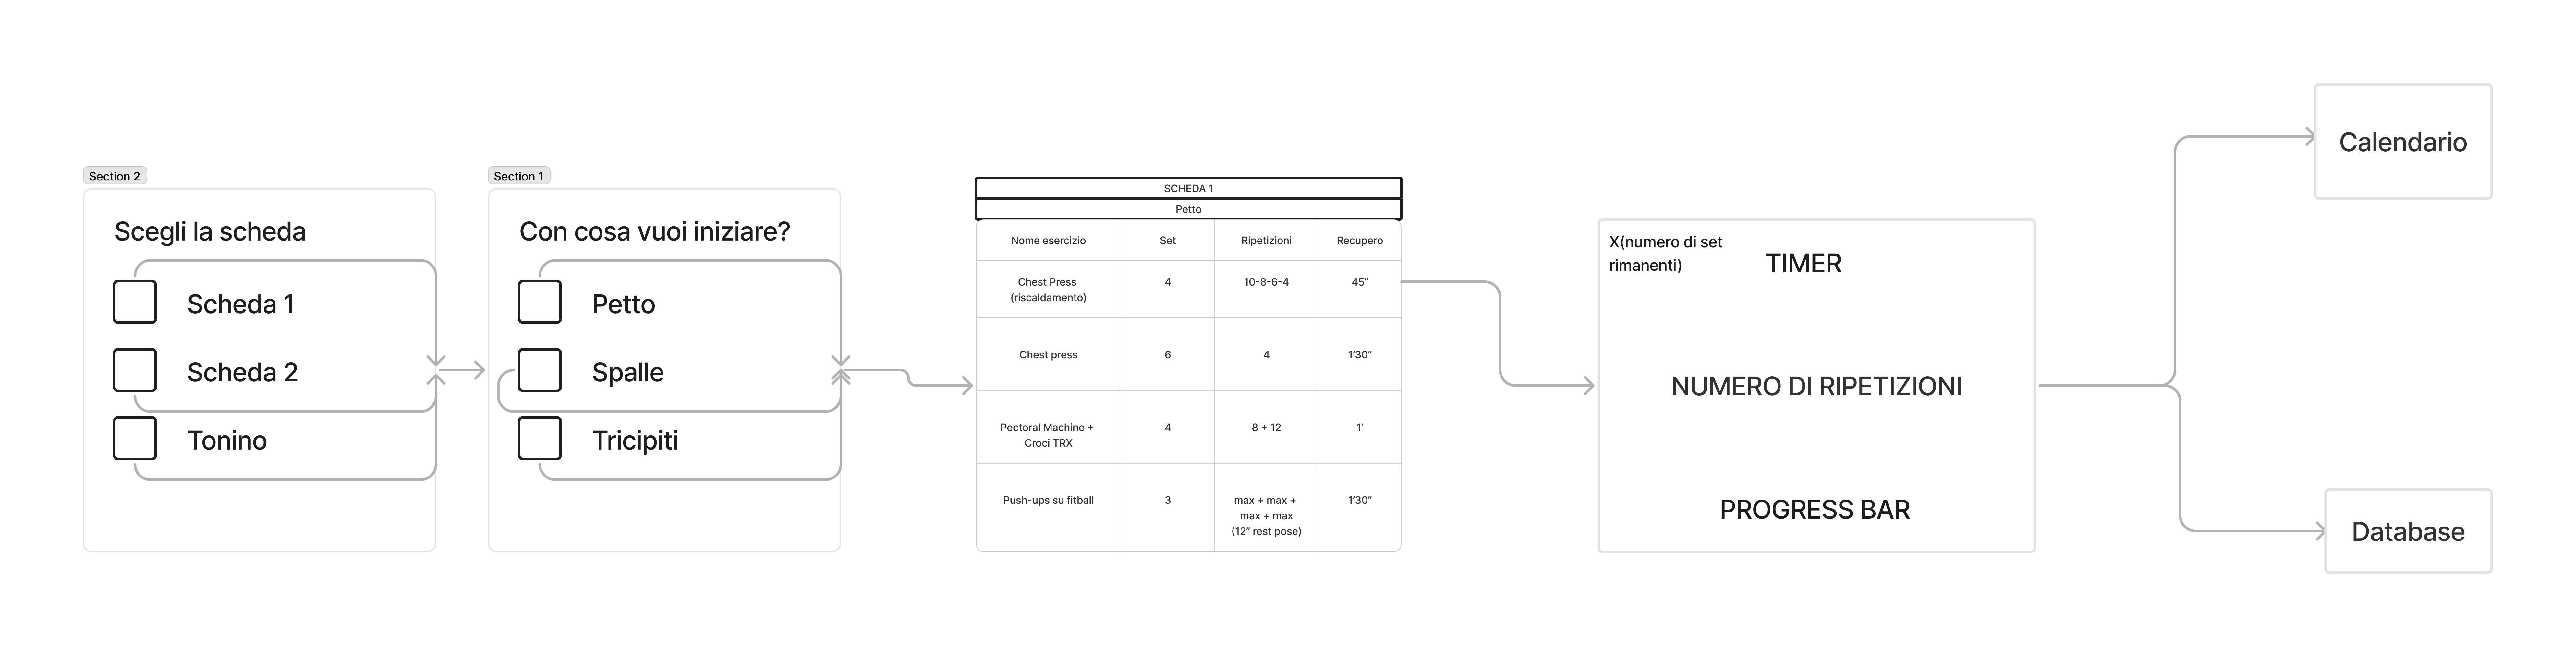 Section 2
Scegli la scheda
Scheda 1
Scheda 2
Tonino
Section 1
Con cosa vuoi iniziare?
Petto
Spalle
Tricipiti
SCHEDA 1
Petto
Nome esercizio Set Ripetizioni Recupero
Chest Press 4 10-8-6-4 45”
(riscaldamento)
Chest press 6 4 1’30”
Pectoral Machine + 4 8 + 12 1’
Croci TRX
Push-ups su fitball 3 max + max + 1’30”
max + max
(12” rest pose)
X(numero di set
rimanenti)
TIMER
NUMERO DI RIPETIZIONI
PROGRESS BAR
Calendario
Database